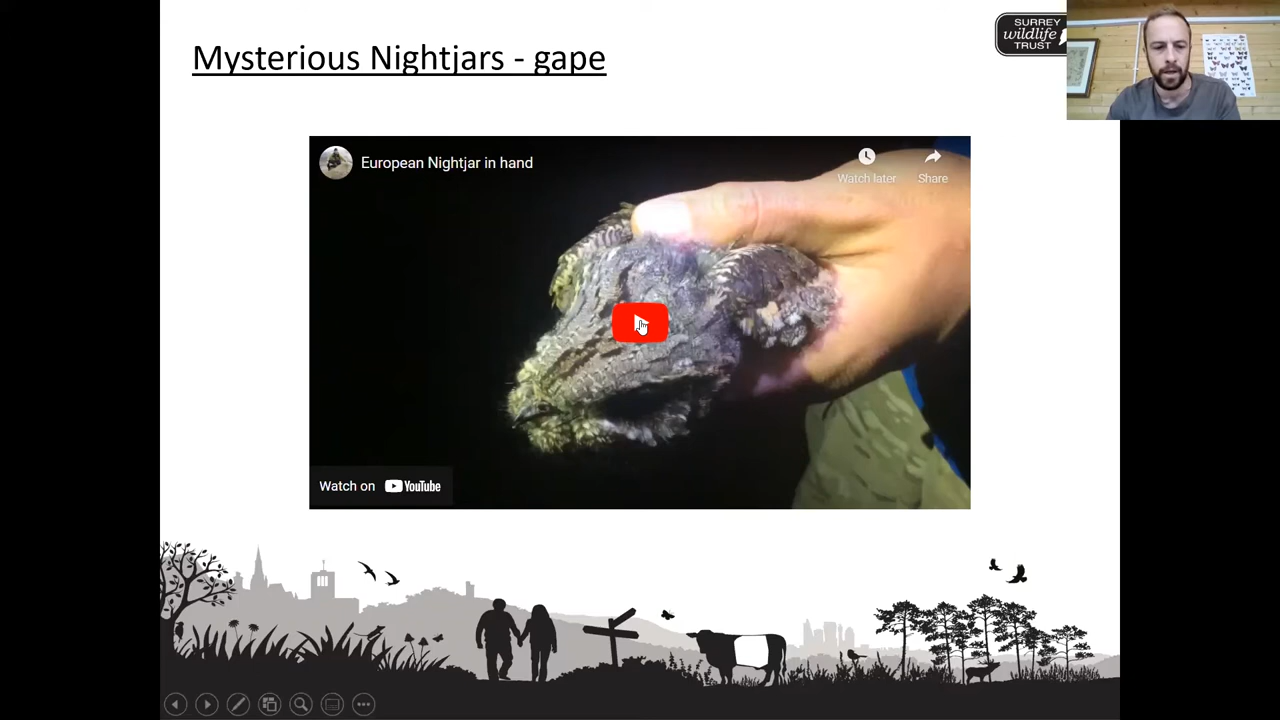 Mysterious Nightjars - gape
SURREY
wildlife
TRUST
European Nightjar in hand
Watch later
Share
Watch on YouTube